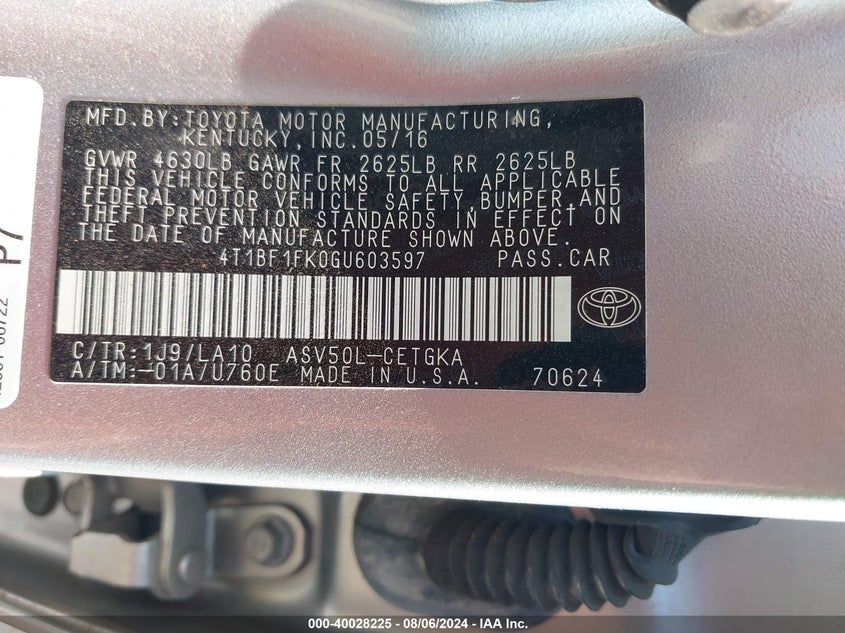 MFD. BY:TOYOTA MOTOR MANUFACTURING,
KENTUCKY, INC. 05/16
GVWR 4630LB GAWR FR 2625LB RR 2625LB
THIS VEHICLE CONFORMS TO ALL APPLICABLE
FEDERAL MOTOR VEHICLE SAFETY, BUMPER, AND
THEFT PREVENTION STANDARDS IN EFFECT ON
THE DATE OF MANUFACTURE SHOWN ABOVE.
4T1BF1FK0GU603597 PASS.CAR
C/TR:1J9/LA10 ASV50L-CETGKA
A/TM:-01A/U760E MADE IN U.S.A. 70624
P7
000-40028225 - 08/06/2024 - IAA Inc.